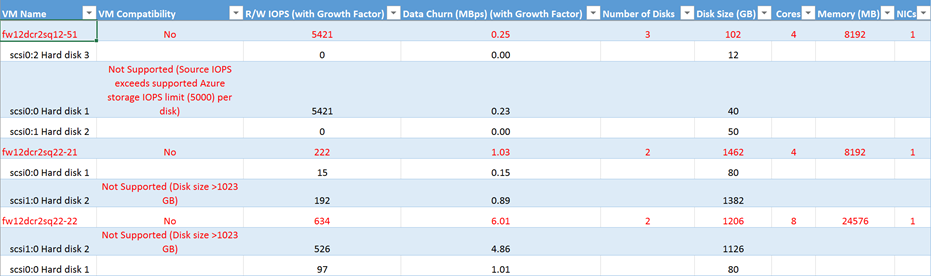 VM Name VM Compatibility R/W IOPS (with Growth Factor) Data Churn (MBps) (with Growth Factor) Number of Disks Disk Size (GB) Cores Memory (MB) NICs
fw12dcr2sq12-51 No 5421 0.25 3 102 4 8192 1
scsi0:2 Hard disk 3 0 0.00 12
Not Supported (Source IOPS
exceeds supported Azure
storage IOPS limit (5000) per
scsi0:0 Hard disk 1 disk) 5421 0.23 40
scsi0:1 Hard disk 2 0 0.00 50
fw12dcr2sq22-21 No 222 1.03 2 1462 4 8192 1
scsi0:0 Hard disk 1 15 0.15 80
Not Supported (Disk size >1023
scsi1:0 Hard disk 2 GB) 192 0.89 1382
fw12dcr2sq22-22 No 634 6.01 2 1206 8 24576 1
Not Supported (Disk size >1023
scsi1:0 Hard disk 2 GB) 526 4.86 1126
scsi0:0 Hard disk 1 97 1.01 80